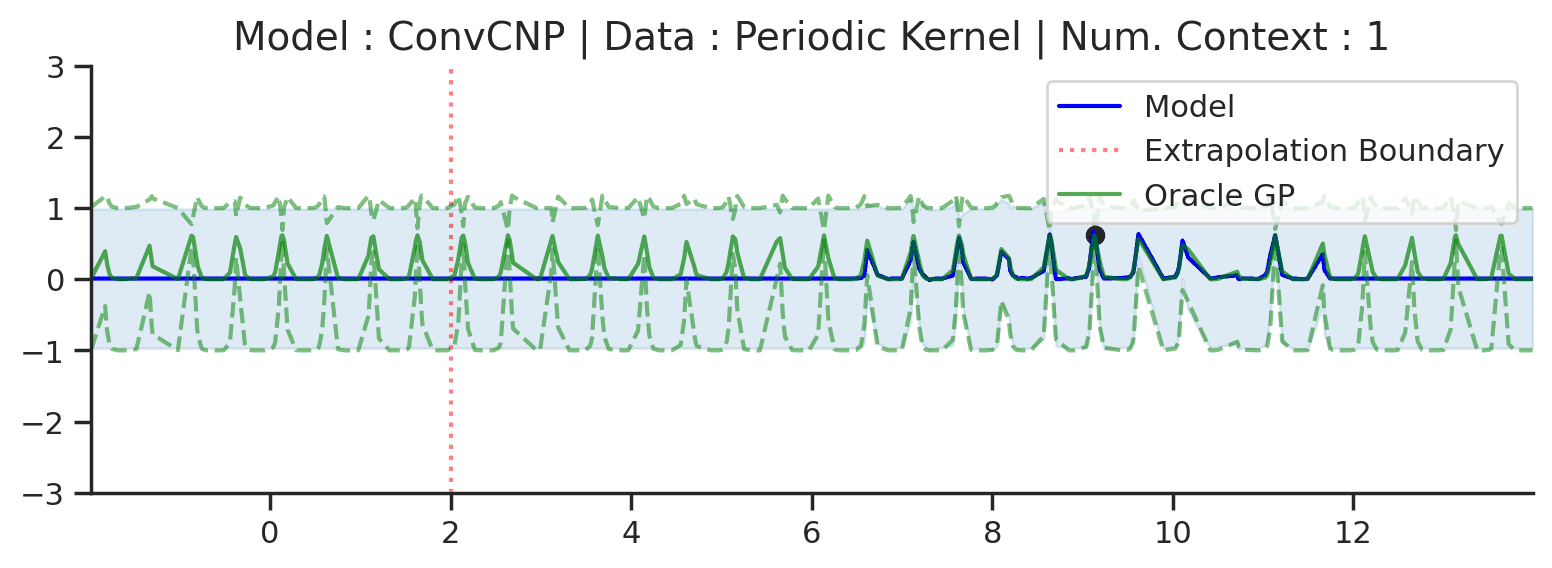 Model : ConvCNP | Data : Periodic Kernel | Num. Context : 1
3
2
1
0
−1
−2
−3
Model
Extrapolation Boundary
Oracle GP
0 2 4 6 8 10 12